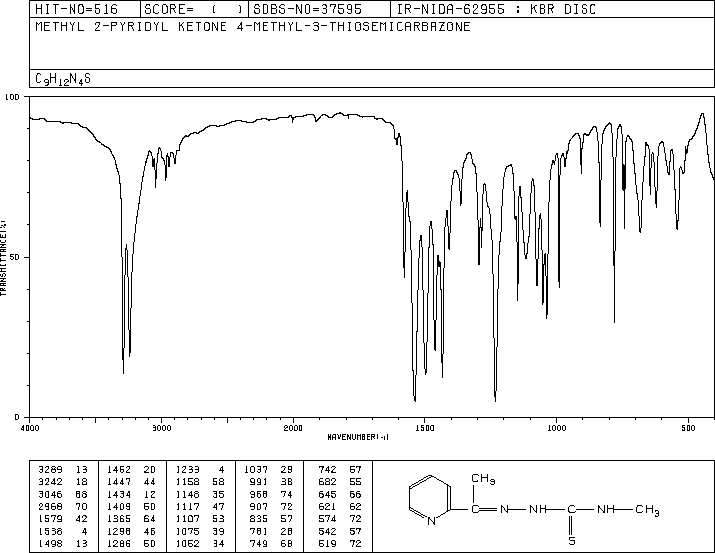 HIT-NO=516 SCORE= ( ) SDBS-NO=37595 IR-NIDA-62955 : KBR DISC
METHYL 2-PYRIDYL KETONE 4-METHYL-3-THIOSEMICARBAZONE
C9H12N4S
100
50
0
TRANSMITTANCE(%)
4000 3000 2000 1500 1000 500
WAVENUMBER(-1)
3289 13 1462 20 1233 4 1037 29 742 57
3242 18 1447 44 1158 58 991 38 682 55
3046 68 1434 12 1148 35 968 74 645 66
2968 70 1409 50 1117 47 907 72 621 62
1579 42 1365 64 1107 53 835 57 574 72
1538 4 1298 46 1075 39 781 28 542 57
1498 13 1286 50 1052 34 749 68 519 72
CH3
N
N NH C NH CH3
S